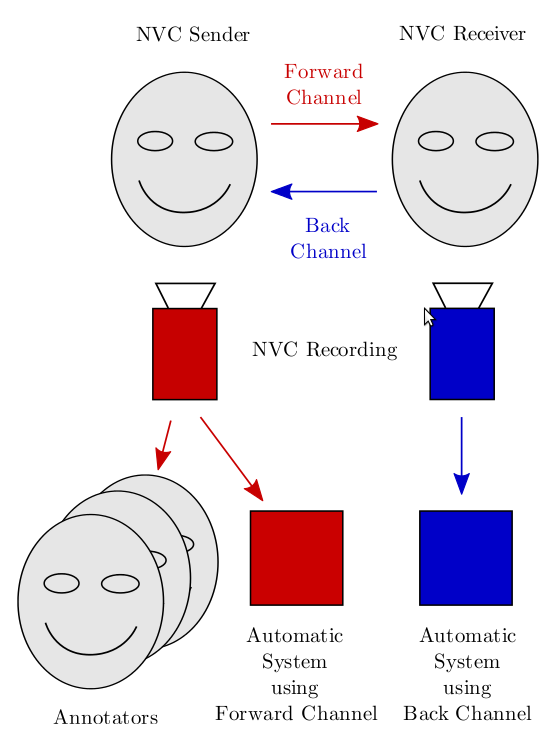 NVC Sender
NVC Receiver
Forward
Channel
Back
Channel
NVC Recording
Automatic
System
using
Forward Channel
Automatic
System
using
Back Channel
Annotators